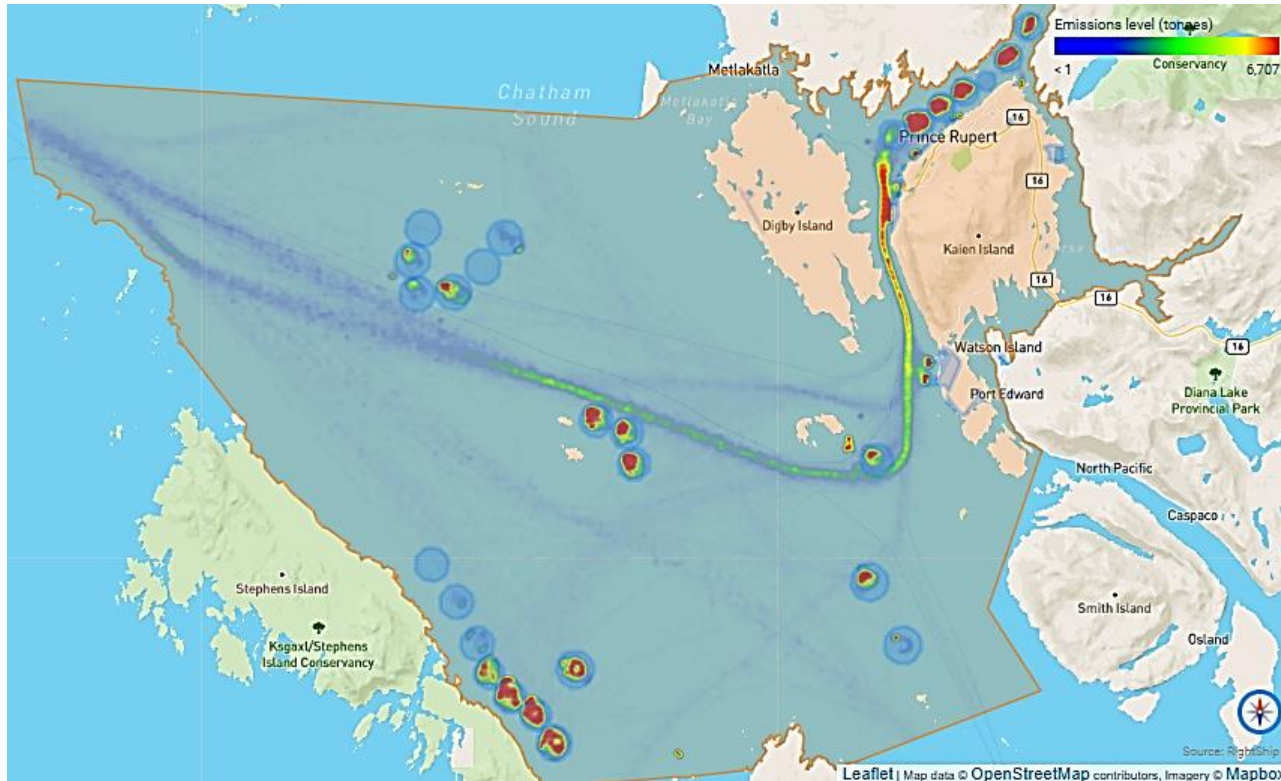 Emissions level (tonnes)
< 1
6,707
Conservancy
Metlakatla
Chatham
Sound
Metlakatla
Bay
Prince Rupert
16
16
16
16
16
Digby Island
Kaien Island
Watson Island
Port Edward
Diana Lake
Provincial Park
North Pacific
Caspaco
Stephens Island
Smith Island
Osland
Ksgaxl/Stephens
Island Conservancy
Source: RightShip
Leaflet | Map data © OpenStreetMap contributors, Imagery © Mapbox